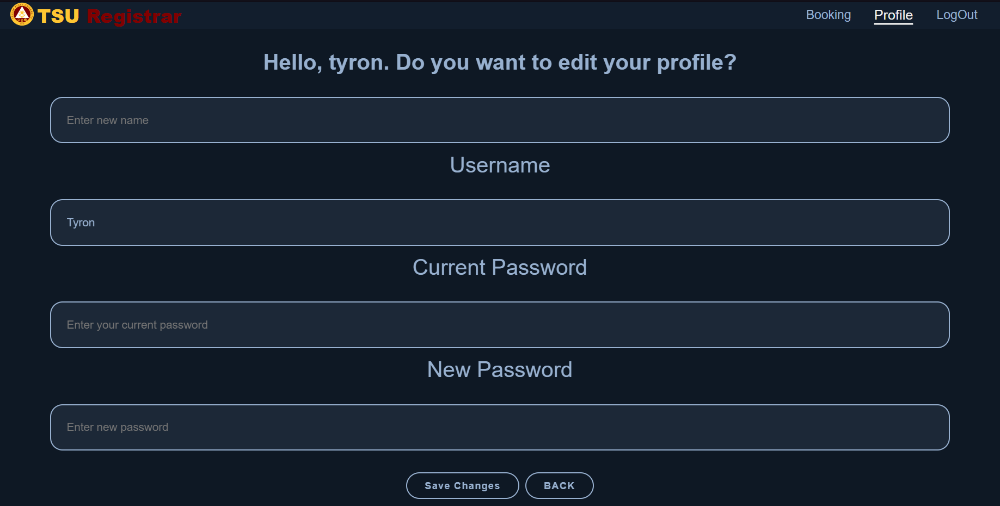 TSU Registrar
Booking
Profile
LogOut
Hello, tyron. Do you want to edit your profile?
Enter new name
Username
Tyron
Current Password
Enter your current password
New Password
Enter new password
Save Changes
BACK